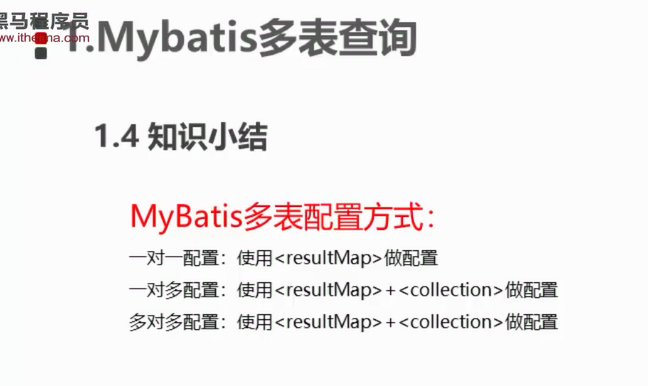 黑马程序员
www.itheima.com
1.Mybatis多表查询
1.4 知识小结
MyBatis多表配置方式：
一对一配置：使用<resultMap>做配置
一对多配置：使用<resultMap>+<collection>做配置
多对多配置：使用<resultMap>+<collection>做配置